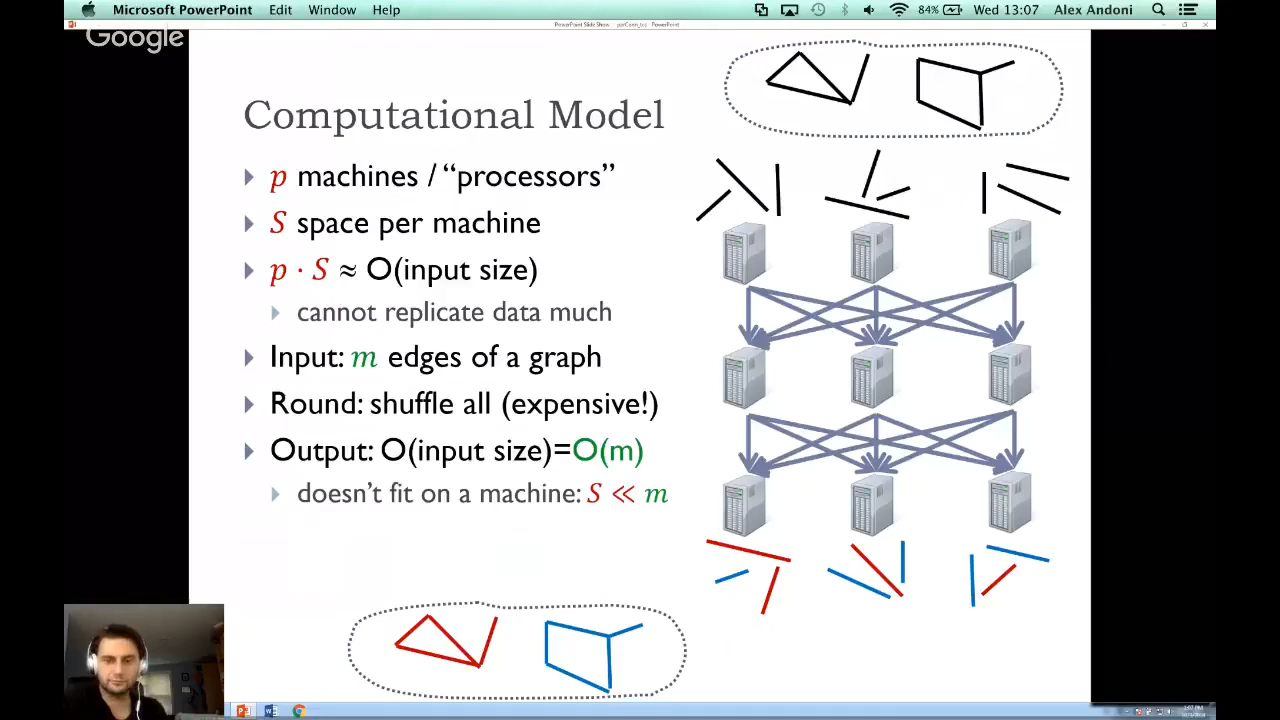 Microsoft PowerPoint Edit Window Help 84% Wed 13:07 Alex Andoni
Google
Computational Model
p machines / “processors”
S space per machine
p · S ≈ O(input size)
cannot replicate data much
Input: m edges of a graph
Round: shuffle all (expensive!)
Output: O(input size)=O(m)
doesn’t fit on a machine: S ≪ m